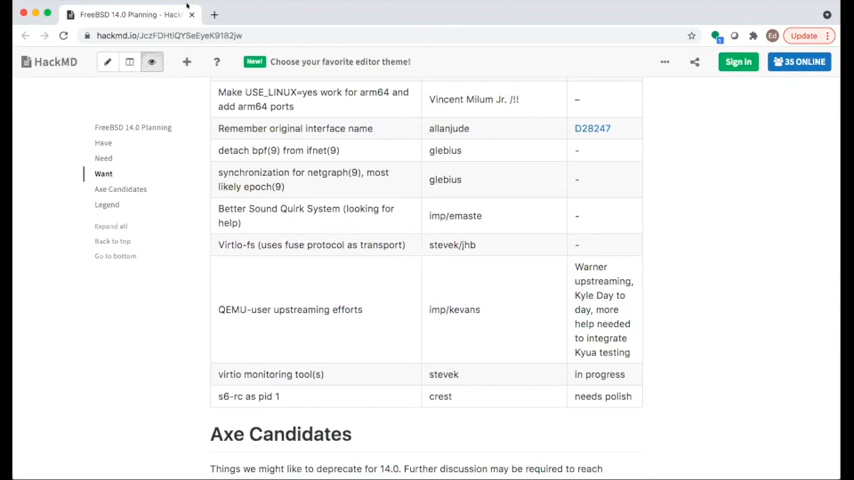 FreeBSD 14.0 Planning - HackM
hackmd.io/JczFDHtiQYSeEyeK9182jw
Ed
Update
HackMD
New!
Choose your favorite editor theme!
Sign in
35 ONLINE
FreeBSD 14.0 Planning
Have
Need
Want
Axe Candidates
Legend
Expand all
Back to top
Go to bottom
Make USE_LINUX=yes work for arm64 and
add arm64 ports
Vincent Milum Jr. /!!
–
Remember original interface name
allanjude
D28247
detach bpf(9) from ifnet(9)
glebius
-
synchronization for netgraph(9), most
likely epoch(9)
glebius
-
Better Sound Quirk System (looking for
help)
imp/emaste
-
Virtio-fs (uses fuse protocol as transport)
stevek/jhb
-
QEMU-user upstreaming efforts
imp/kevans
Warner
upstreaming,
Kyle Day to
day, more
help needed
to integrate
Kyua testing
virtio monitoring tool(s)
stevek
in progress
s6-rc as pid 1
crest
needs polish
Axe Candidates
Things we might like to deprecate for 14.0. Further discussion may be required to reach